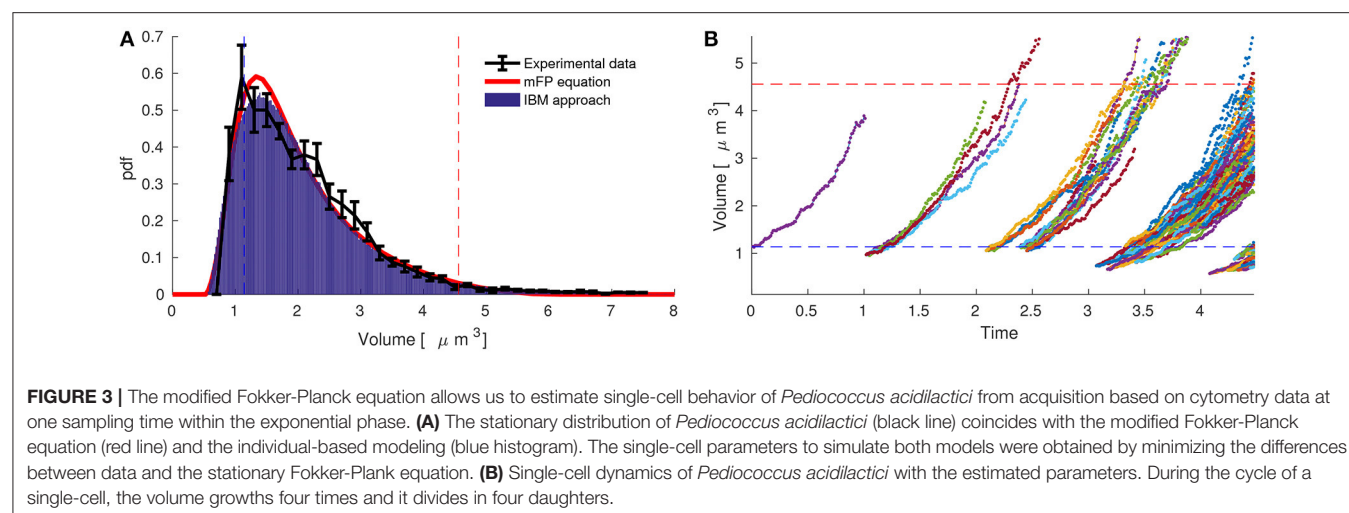 A
B
0.7
0.6
0.5
0.4
0.3
0.2
0.1
0
pdf
Experimental data
mFP equation
IBM approach
0 1 2 3 4 5 6 7 8
Volume [ μ m 3 ]
5
4
3
2
1
Volume [ μ m 3 ]
0 0.5 1 1.5 2 2.5 3 3.5 4
Time
FIGURE 3 | The modified Fokker-Planck equation allows us to estimate single-cell behavior of Pediococcus acidilactici from acquisition based on cytometry data at
one sampling time within the exponential phase. (A) The stationary distribution of Pediococcus acidilactici (black line) coincides with the modified Fokker-Planck
equation (red line) and the individual-based modeling (blue histogram). The single-cell parameters to simulate both models were obtained by minimizing the differences
between data and the stationary Fokker-Plank equation. (B) Single-cell dynamics of Pediococcus acidilactici with the estimated parameters. During the cycle of a
single-cell, the volume growths four times and it divides in four daughters.